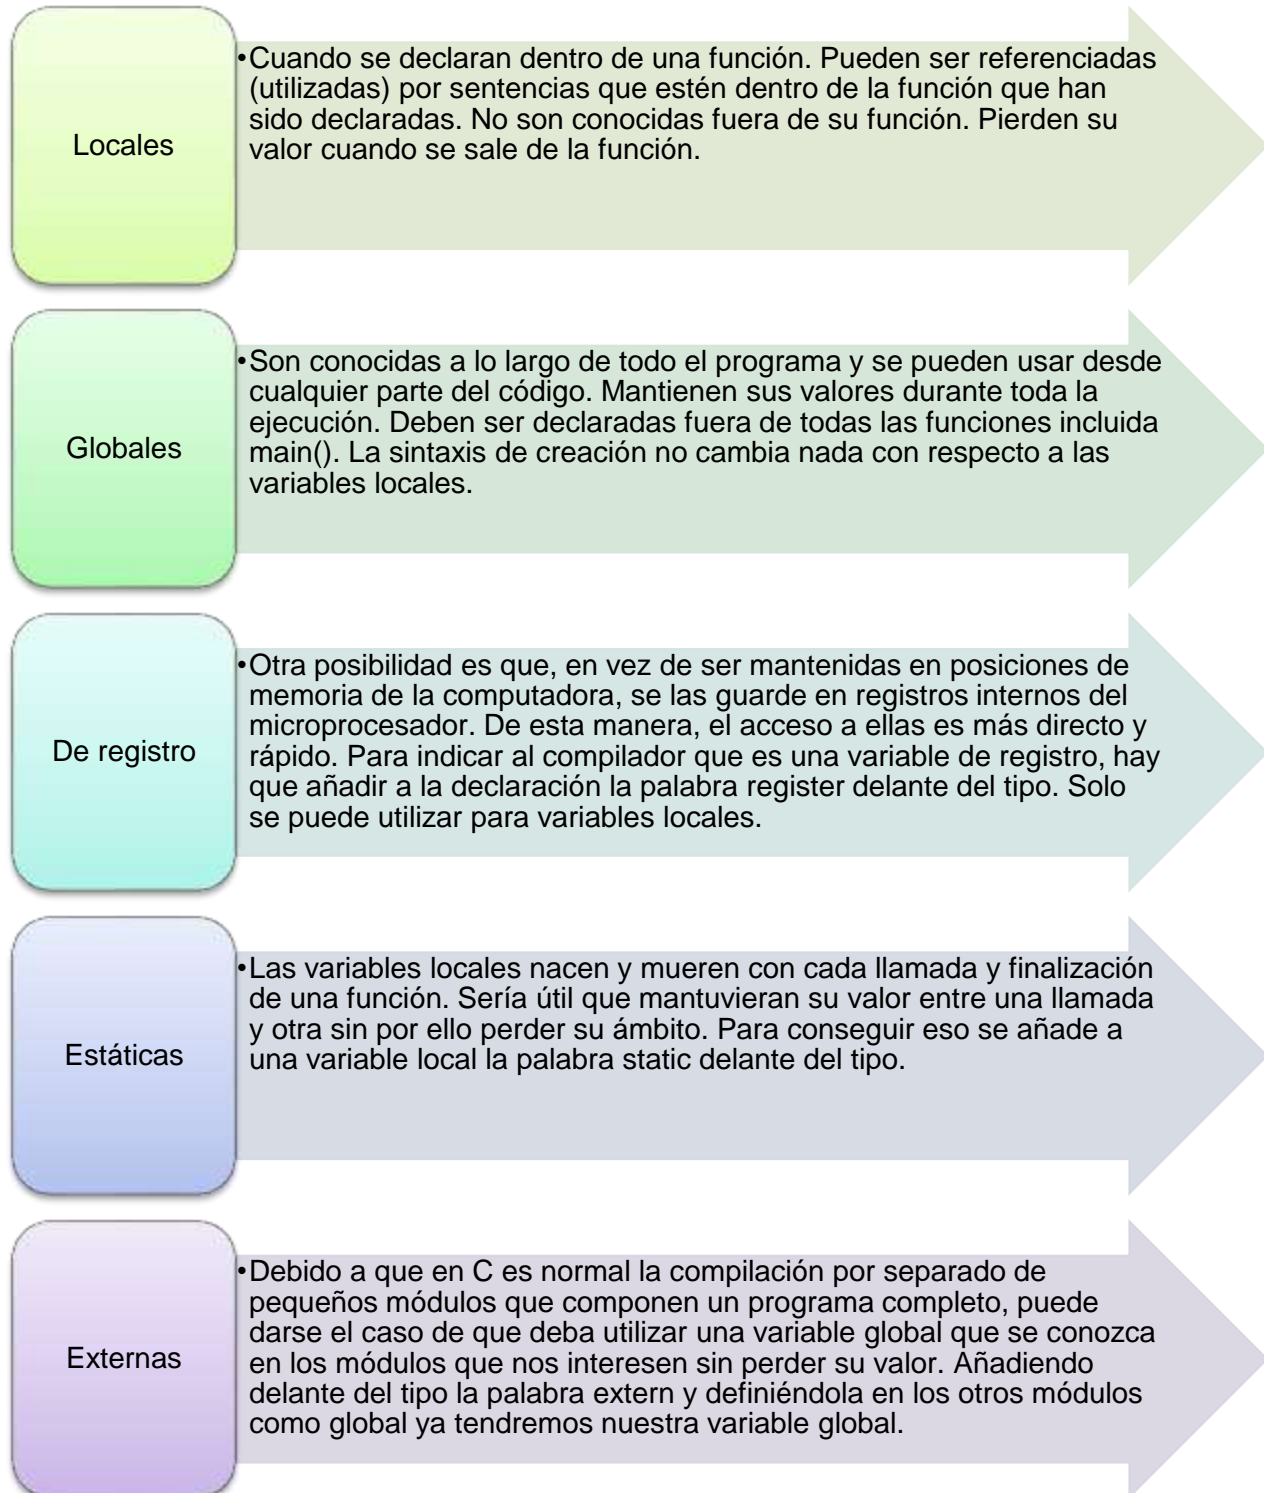 Locales
•Cuando se declaran dentro de una función. Pueden ser referenciadas
(utilizadas) por sentencias que estén dentro de la función que han
sido declaradas. No son conocidas fuera de su función. Pierden su
valor cuando se sale de la función.
Globales
•Son conocidas a lo largo de todo el programa y se pueden usar desde
cualquier parte del código. Mantienen sus valores durante toda la
ejecución. Deben ser declaradas fuera de todas las funciones incluida
main(). La sintaxis de creación no cambia nada con respecto a las
variables locales.
De registro
•Otra posibilidad es que, en vez de ser mantenidas en posiciones de
memoria de la computadora, se las guarde en registros internos del
microprocesador. De esta manera, el acceso a ellas es más directo y
rápido. Para indicar al compilador que es una variable de registro, hay
que añadir a la declaración la palabra register delante del tipo. Solo
se puede utilizar para variables locales.
Estáticas
•Las variables locales nacen y mueren con cada llamada y finalización
de una función. Sería útil que mantuvieran su valor entre una llamada
y otra sin por ello perder su ámbito. Para conseguir eso se añade a
una variable local la palabra static delante del tipo.
Externas
•Debido a que en C es normal la compilación por separado de
pequeños módulos que componen un programa completo, puede
darse el caso de que deba utilizar una variable global que se conozca
en los módulos que nos interesen sin perder su valor. Añadiendo
delante del tipo la palabra extern y definiéndola en los otros módulos
como global ya tendremos nuestra variable global.